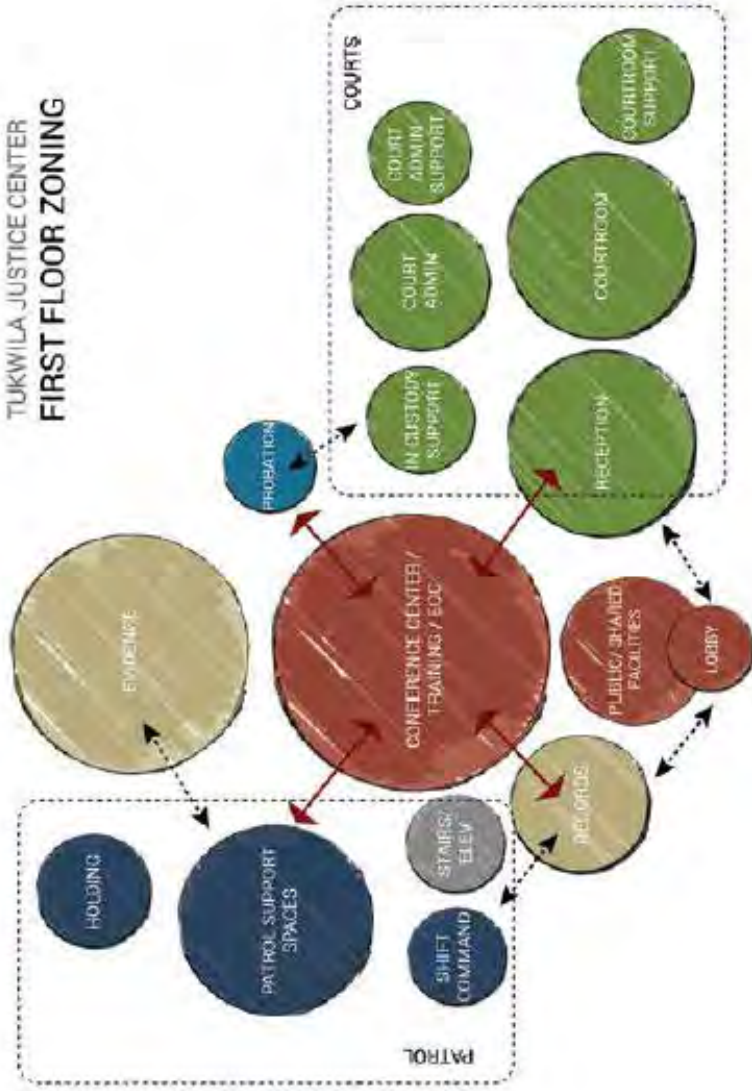 TUKWILA JUSTICE CENTER
FIRST FLOOR ZONING
PATROL
HOLDING
PATROL SUPPORT
SPACES
SHIFT
COMMAND
STAIRS/
ELEV
EVIDENCE
RECORDS
CONFERENCE CENTER /
TRAINING / EOC
PUBLIC / SHARED
FACILITIES
LOBBY
PROBATION
COURTS
IN CUSTODY
SUPPORT
COURT
ADMIN
COURT
ADMIN
SUPPORT
RECEPTION
COURTROOM
COURTROOM
SUPPORT